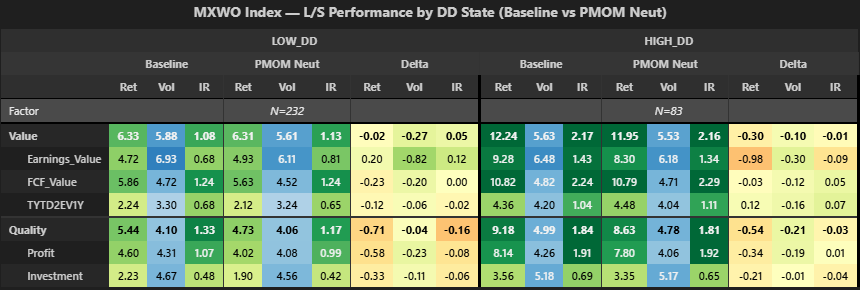 MXWO Index — L/S Performance by DD State (Baseline vs PMOM Neut)
LOW_DD HIGH_DD
Baseline PMOM Neut Delta Baseline PMOM Neut Delta
Ret Vol IR Ret Vol IR Ret Vol IR Ret Vol IR Ret Vol IR Ret Vol IR
Factor N=232 N=83
Value 6.33 5.88 1.08 6.31 5.61 1.13 -0.02 -0.27 0.05 12.24 5.63 2.17 11.95 5.53 2.16 -0.30 -0.10 -0.01
Earnings_Value 4.72 6.93 0.68 4.93 6.11 0.81 0.20 -0.82 0.12 9.28 6.48 1.43 8.30 6.18 1.34 -0.98 -0.30 -0.09
FCF_Value 5.86 4.72 1.24 5.63 4.52 1.24 -0.23 -0.20 0.00 10.82 4.82 2.24 10.79 4.71 2.29 -0.03 -0.12 0.05
TYTD2EV1Y 2.24 3.30 0.68 2.12 3.24 0.65 -0.12 -0.06 -0.02 4.36 4.20 1.04 4.48 4.04 1.11 0.12 -0.16 0.07
Quality 5.44 4.10 1.33 4.73 4.06 1.17 -0.71 -0.04 -0.16 9.18 4.99 1.84 8.63 4.78 1.81 -0.54 -0.21 -0.03
Profit 4.60 4.31 1.07 4.02 4.08 0.99 -0.58 -0.23 -0.08 8.14 4.26 1.91 7.80 4.06 1.92 -0.34 -0.19 0.01
Investment 2.23 4.67 0.48 1.90 4.56 0.42 -0.33 -0.11 -0.06 3.56 5.18 0.69 3.35 5.17 0.65 -0.21 -0.01 -0.04